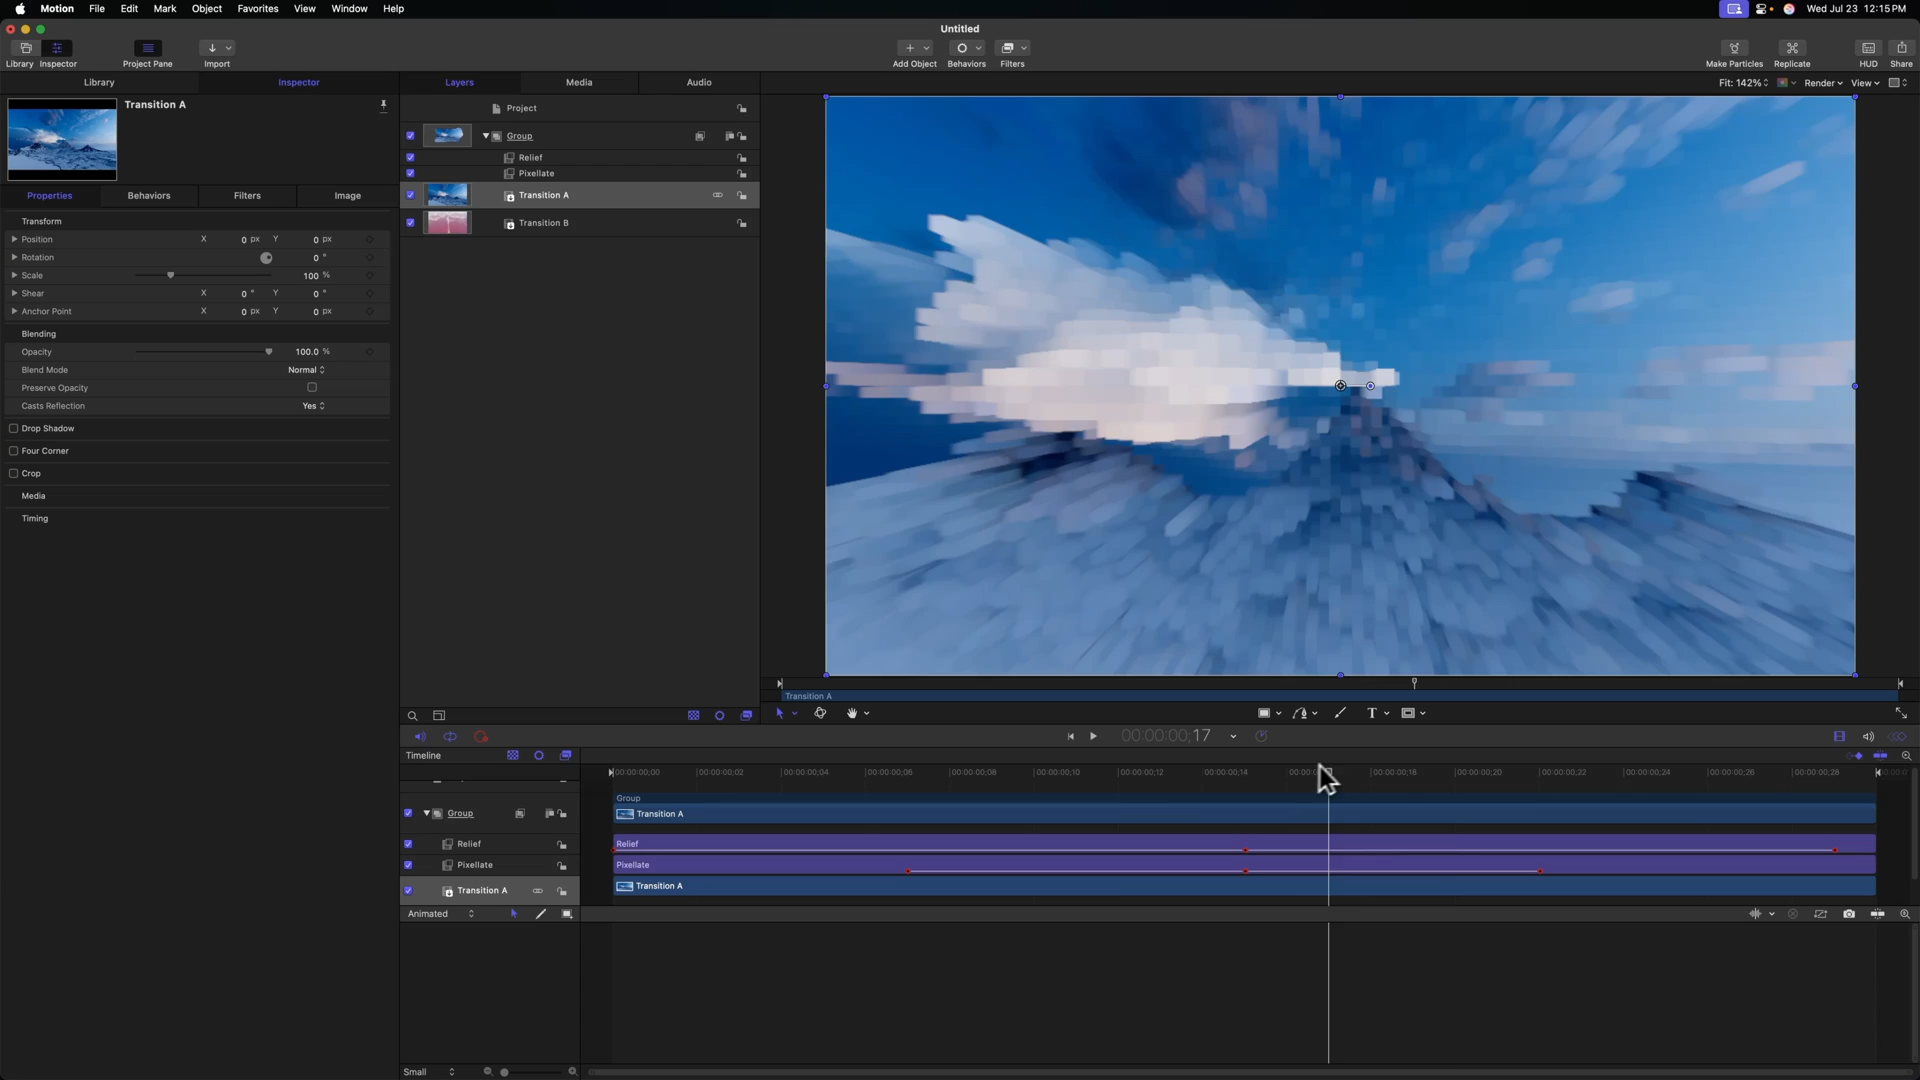 Motion File Edit Mark Object Favorites View Window Help
Wed Jul 23 12:15 PM
Untitled
Library Inspector Project Pane Import
Add Object Behaviors Filters
Make Particles Replicate HUD Share
Library Inspector
Layers Media Audio
Fit: 142% Render View
Transition A
Properties Behaviors Filters Image
Transform
Position X 0 px Y 0 px
Rotation 0 °
Scale 100 %
Shear X 0 ° Y 0 °
Anchor Point X 0 px Y 0 px
Blending
Opacity 100.0 %
Blend Mode Normal
Preserve Opacity
Casts Reflection Yes
Drop Shadow
Four Corner
Crop
Media
Timing
Project
Group
Relief
Pixellate
Transition A
Transition B
Transition A
T
00:00:00;17
Timeline
00:00:00;00 00:00:00;02 00:00:00;04 00:00:00;06 00:00:00;08 00:00:00;10 00:00:00;12 00:00:00;14 00:00:00;18 00:00:00;20 00:00:00;22 00:00:00;24 00:00:00;26 00:00:00;28
Group
Group
Transition A
Relief
Relief
Pixellate
Pixellate
Transition A
Transition A
Animated
Small